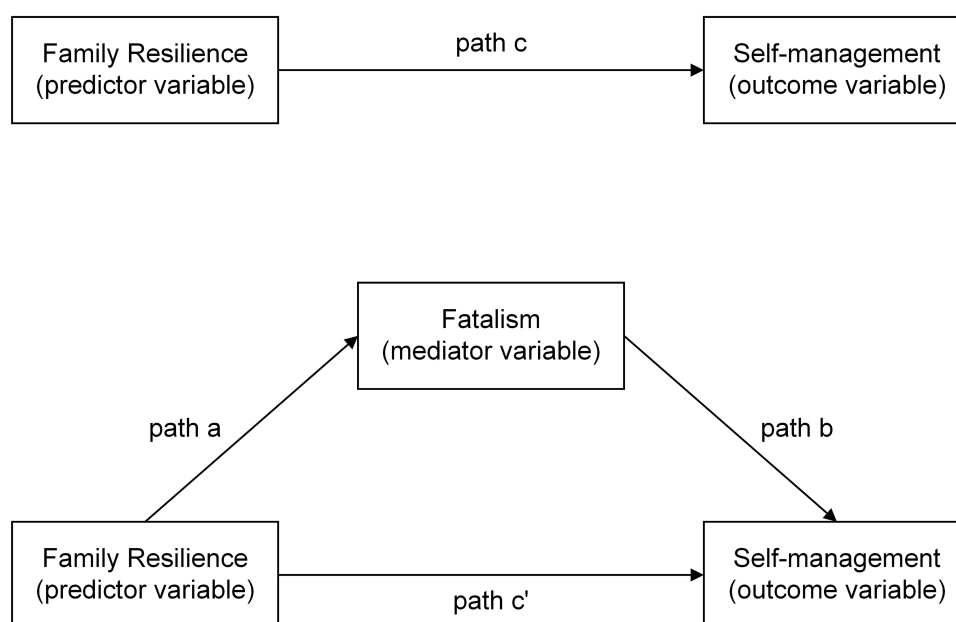 Family Resilience
(predictor variable)
path c
Self-management
(outcome variable)
Fatalism
(mediator variable)
path a
path b
Family Resilience
(predictor variable)
path c'
Self-management
(outcome variable)